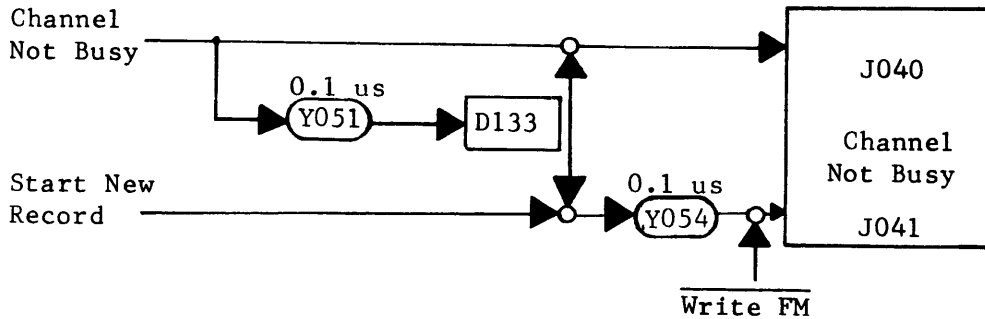 Channel
Not Busy
J040
0.1 us
Y051
D133
Channel
Not Busy
Start New
Record
0.1 us
Y054
J041
Write FM